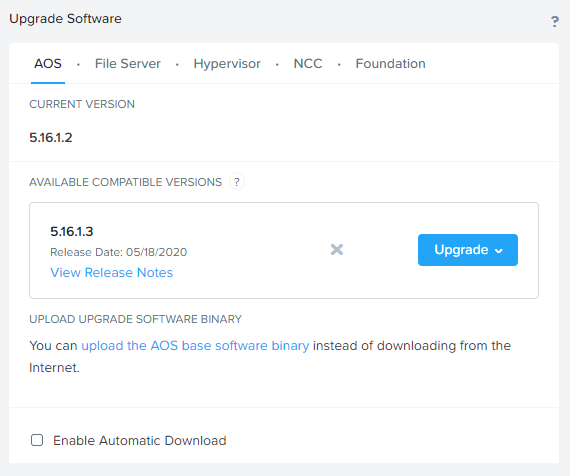 Upgrade Software
?
AOS · File Server · Hypervisor · NCC · Foundation
CURRENT VERSION
5.16.1.2
AVAILABLE COMPATIBLE VERSIONS ?
5.16.1.3
Release Date: 05/18/2020
View Release Notes
Upgrade
UPLOAD UPGRADE SOFTWARE BINARY
You can upload the AOS base software binary instead of downloading from the
Internet.
Enable Automatic Download